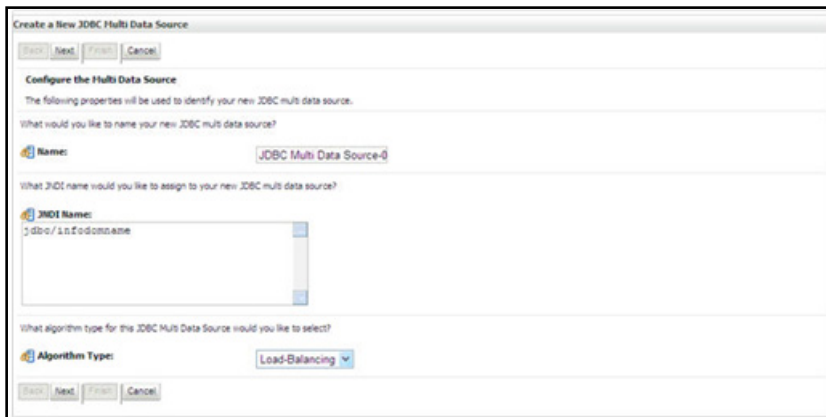 Create a New JDBC Multi Data Source
Back Next Finish Cancel
Configure the Multi Data Source
The following properties will be used to identify your new JDBC multi data source.
What would you like to name your new JDBC multi data source?
Name: JDBC Multi Data Source-0
What JNDI name would you like to assign to your new JDBC multi data source?
JNDI Name:
jdbc/infodomname
What algorithm type for this JDBC Multi Data Source would you like to select?
Algorithm Type: Load-Balancing
Back Next Finish Cancel